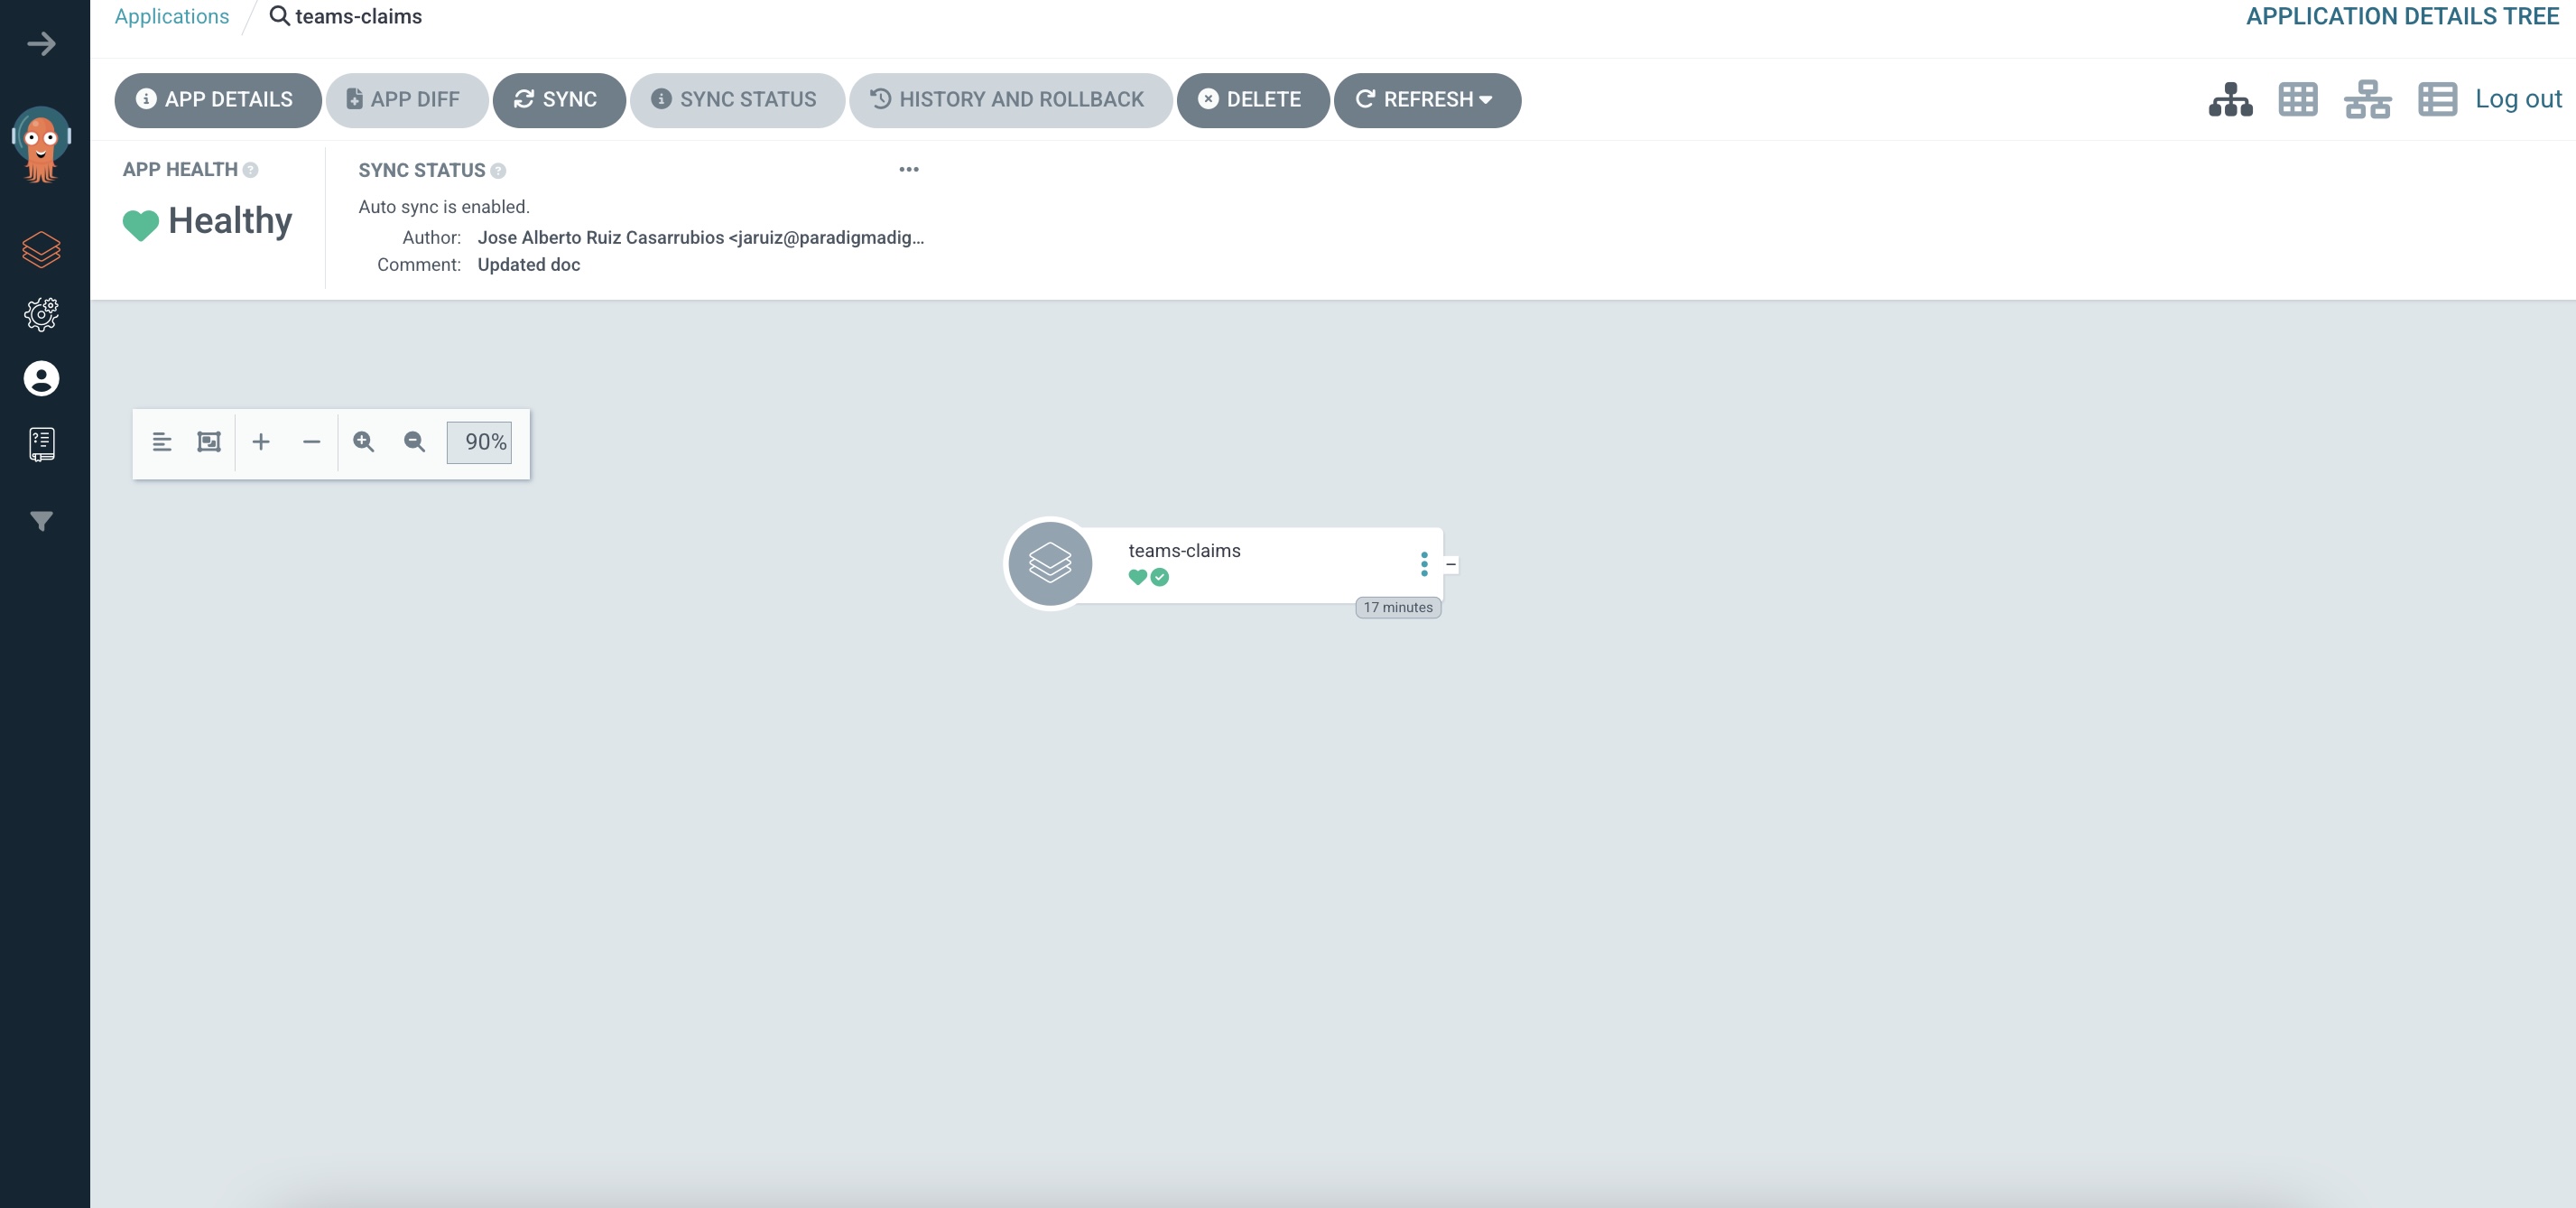 Applications
teams-claims
APPLICATION DETAILS TREE
APP DETAILS
APP DIFF
SYNC
SYNC STATUS
HISTORY AND ROLLBACK
DELETE
REFRESH
Log out
APP HEALTH
Healthy
SYNC STATUS
Auto sync is enabled.
Author: Jose Alberto Ruiz Casarrubios <jaruiz@paradigmadig...
Comment: Updated doc
90%
teams-claims
17 minutes